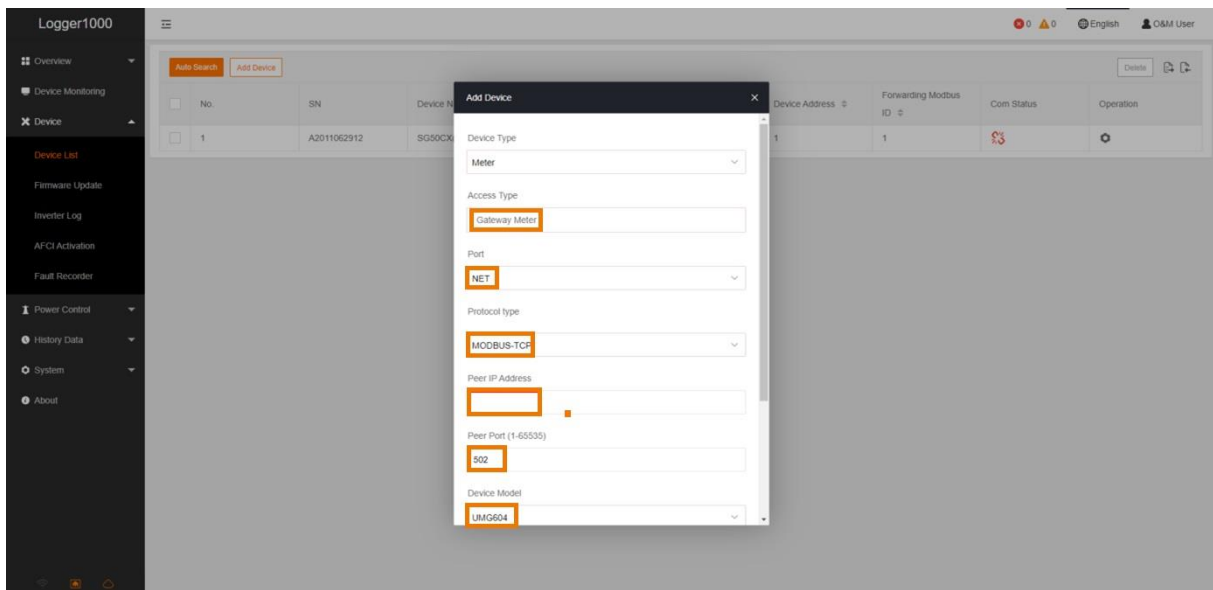 Logger1000
0 0 English O&M User
Overview
Device Monitoring
Device
Device List
Firmware Update
Inverter Log
AFCI Activation
Fault Recorder
Power Control
History Data
System
About
Auto Search Add Device Delete
No. SN Device N Device Address Forwarding Modbus ID Com Status Operation
1 A2011062912 SG50CX 1 1
Add Device
Device Type
Meter
Access Type
Gateway Meter
Port
NET
Protocol type
MODBUS-TCP
Peer IP Address
Peer Port (1-65535)
502
Device Model
UMG604